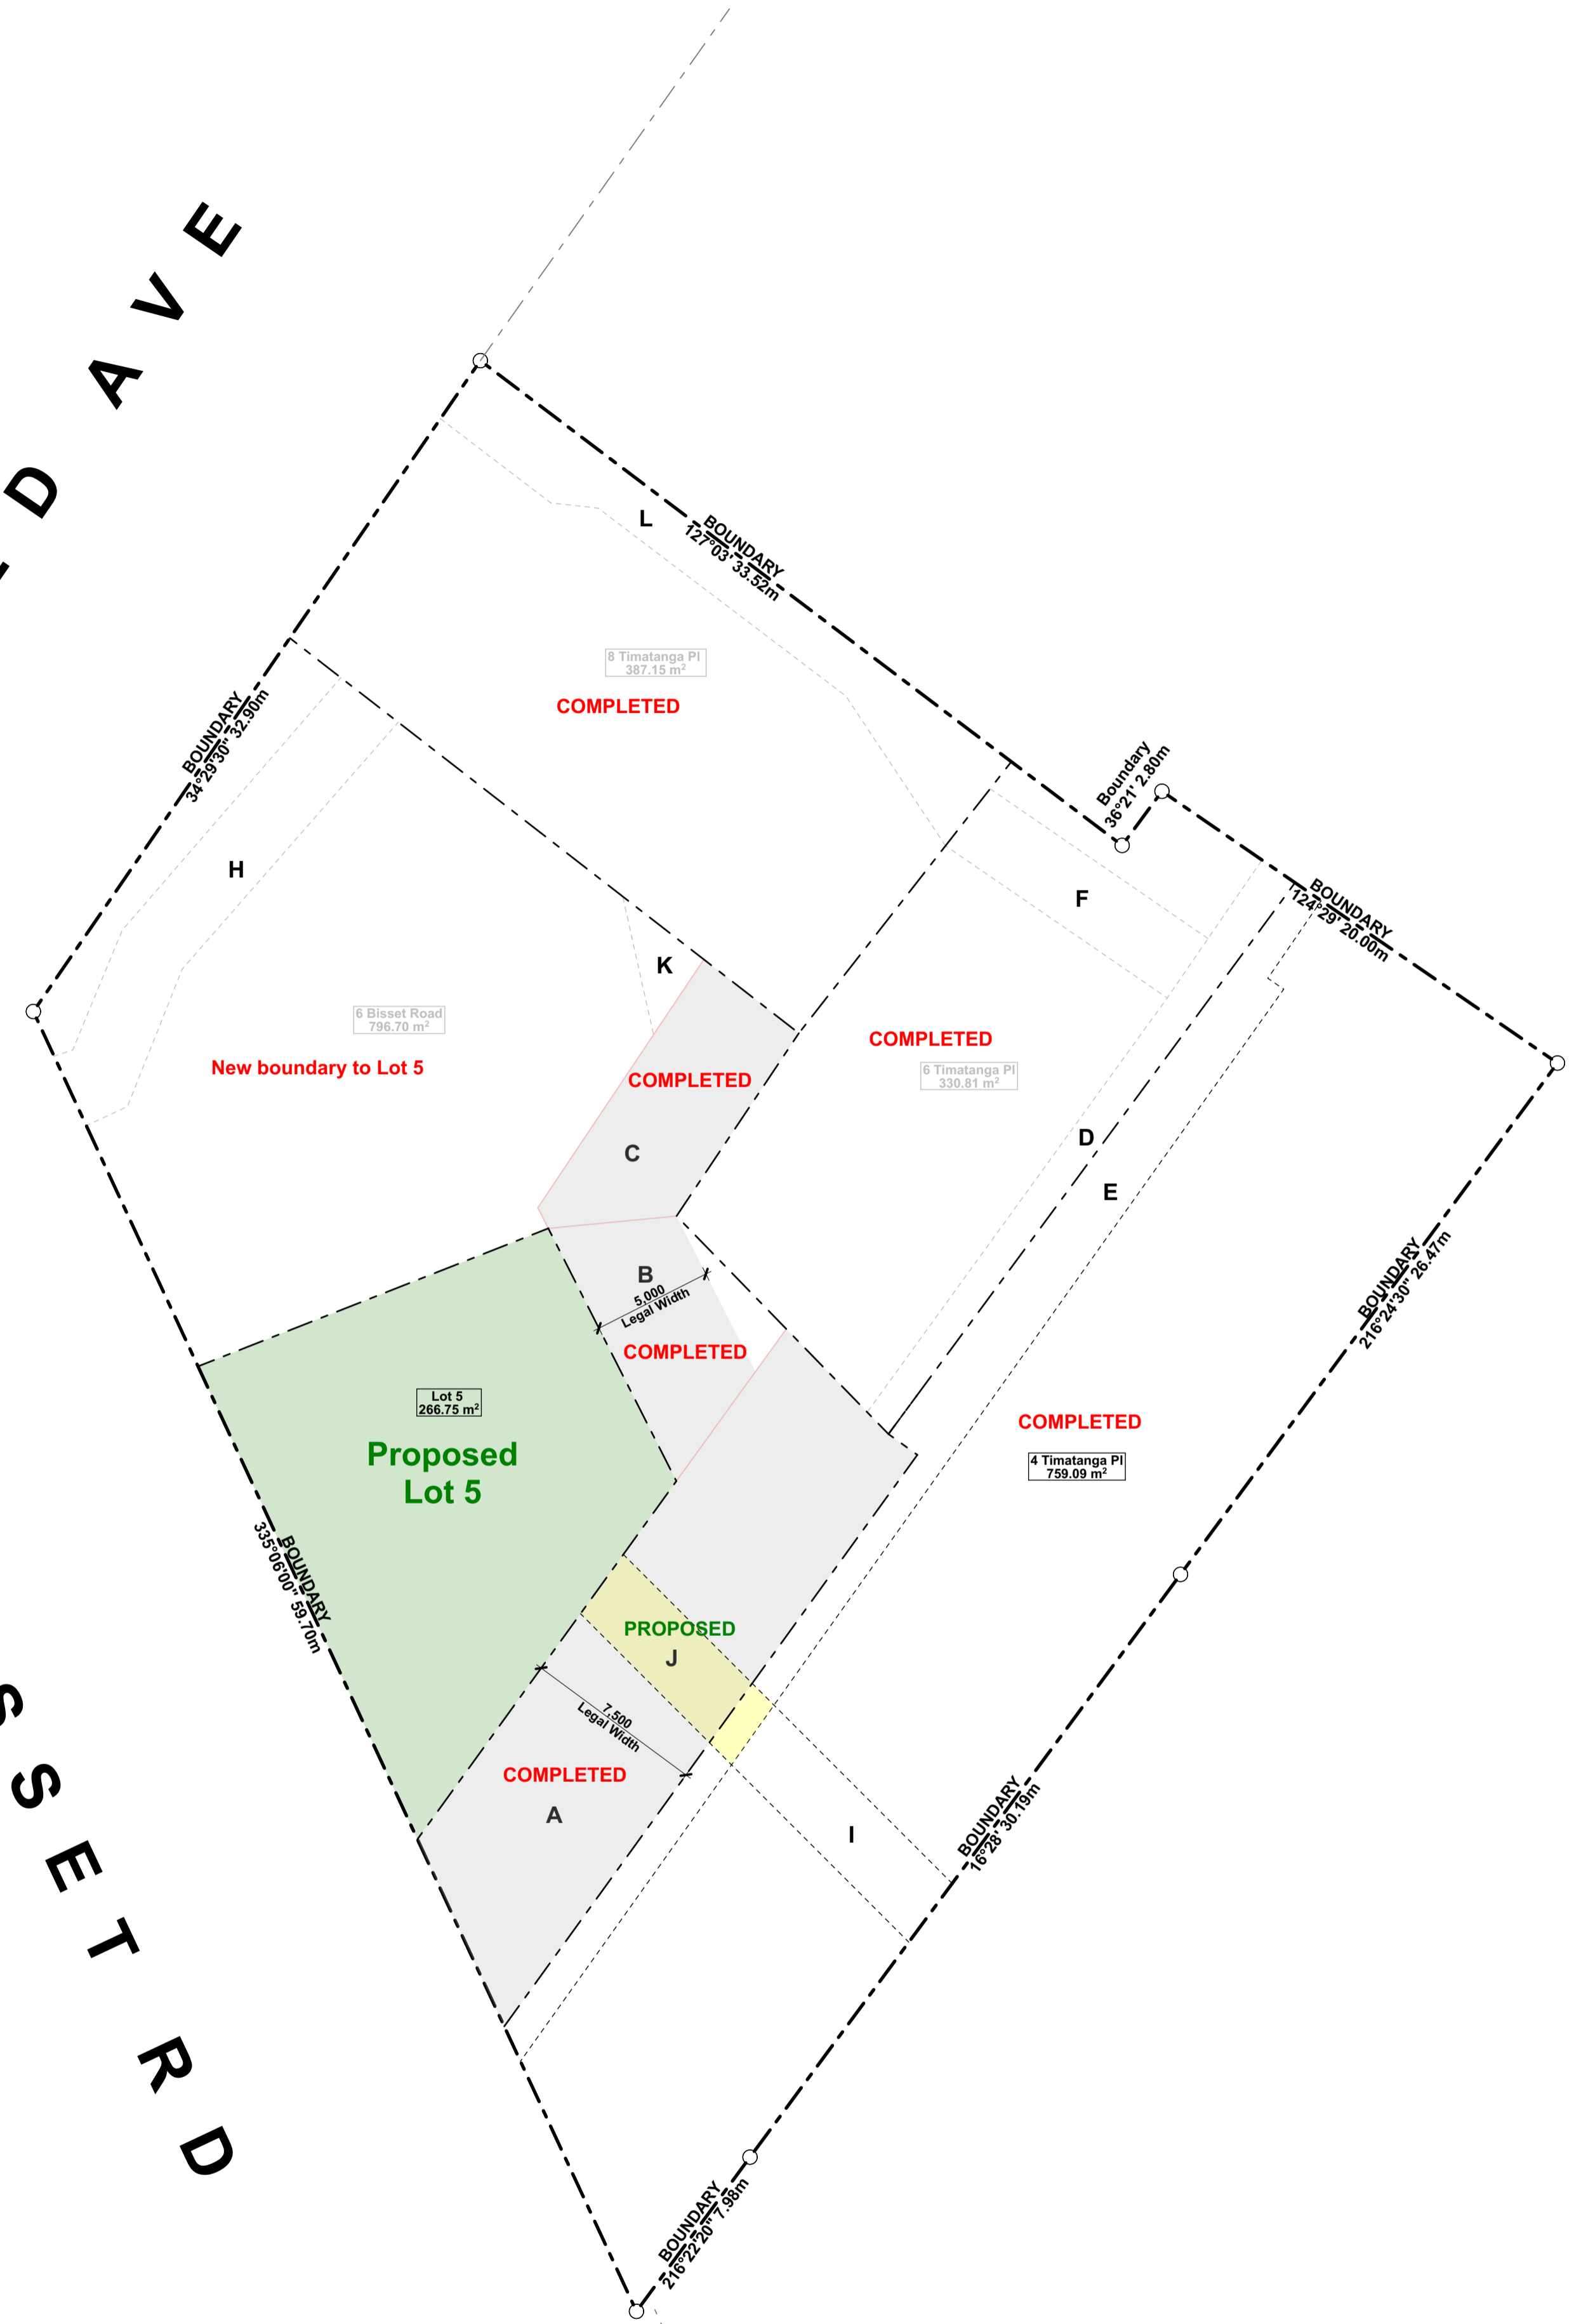 D AVE
L
BOUNDARY
127°03' 33.52m
8 Timatanga Pl
387.15 m²
COMPLETED
BOUNDARY
34°29'30" 32.90m
Boundary
36°21' 2.80m
H
F
BOUNDARY
124°29' 20.00m
K
6 Bisset Road
796.70 m²
New boundary to Lot 5
COMPLETED
6 Timatanga Pl
330.81 m²
COMPLETED
C
D
E
B
5,000
Legal Width
COMPLETED
BOUNDARY
216°24'30" 26.47m
Lot 5
266.75 m²
Proposed
Lot 5
COMPLETED
4 Timatanga Pl
759.09 m²
BOUNDARY
335°06'00" 59.70m
PROPOSED
J
7,500
Legal Width
COMPLETED
A
I
BOUNDARY
16°28' 30.19m
SSET RD
BOUNDARY
216°22'20" 7.98m